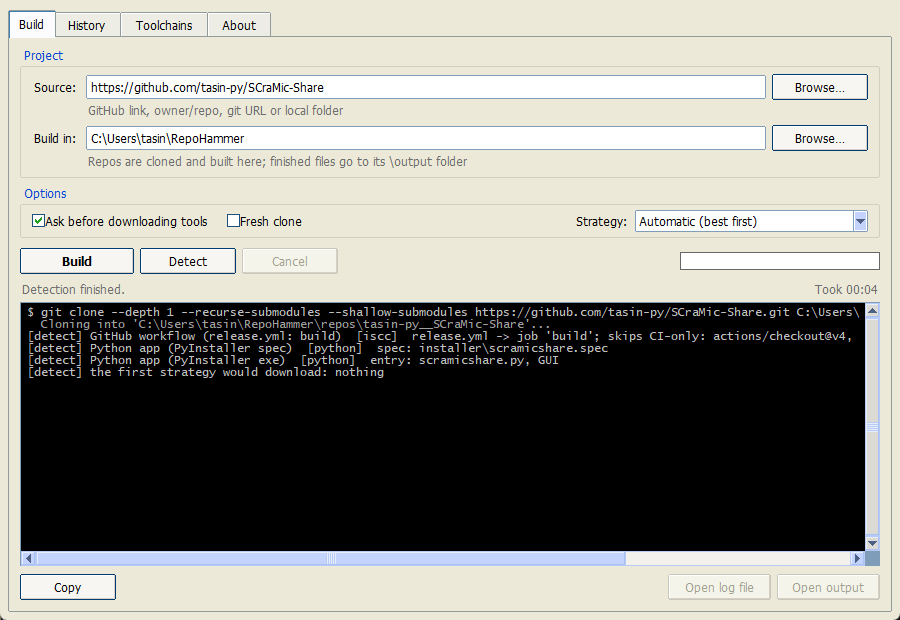 Build History Toolchains About
Project
Source: https://github.com/tasin-py/SCraMic-Share Browse...
GitHub link, owner/repo, git URL or local folder
Build in: C:\Users\tasin\RepoHammer Browse...
Repos are cloned and built here; finished files go to its \output folder
Options
Ask before downloading tools Fresh clone Strategy: Automatic (best first)
Build Detect Cancel
Detection finished. Took 00:04
$ git clone --depth 1 --recurse-submodules --shallow-submodules https://github.com/tasin-py/SCraMic-Share.git C:\Users\
Cloning into 'C:\Users\tasin\RepoHammer\repos\tasin-py__SCraMic-Share'...
[detect] GitHub workflow (release.yml: build) [iscc] release.yml -> job 'build'; skips CI-only: actions/checkout@v4,
[detect] Python app (PyInstaller spec) [python] spec: installer\scramicshare.spec
[detect] Python app (PyInstaller exe) [python] entry: scramicshare.py, GUI
[detect] the first strategy would download: nothing
Copy Open log file Open output